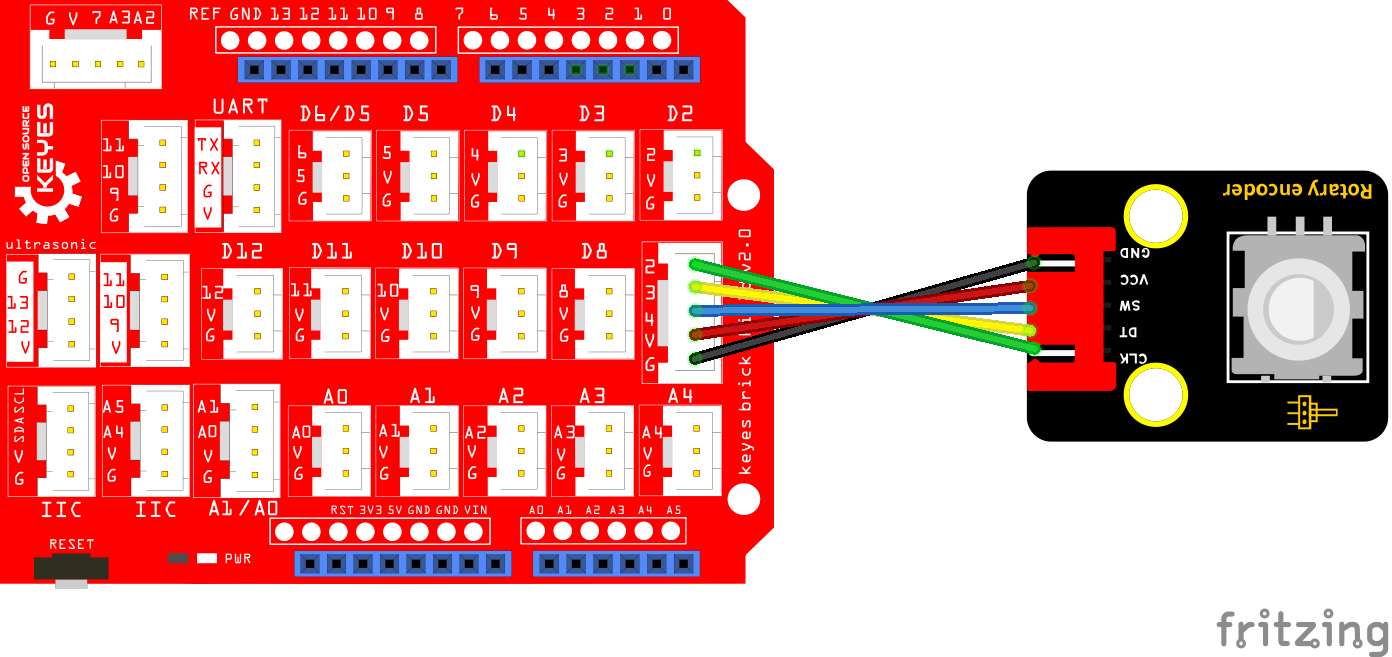 G V 7 A3 A2
REF GND 13 12 11 10 9 8
7 6 5 4 3 2 1 0
OPEN SOURCE
KEYES
11
10
9
G
UART
TX
RX
G
V
D6/D5
6
5
G
D5
5
V
G
D4
4
V
G
D3
3
V
G
D2
2
V
G
ultrasonic
G
13
12
V
11
10
9
V
D12
12
V
G
D11
11
V
G
D10
10
V
G
D9
9
V
G
D8
8
V
G
2
3
4
V
G
keyes brick
v2.0
SCL
SDA
V
G
IIC
A5
A4
V
G
IIC
A1
A0
V
G
A1/A0
A0
A0
V
G
A1
A1
V
G
A2
A2
V
G
A3
A3
V
G
A4
A4
V
G
RST 3V3 5V GND GND VIN
A0 A1 A2 A3 A4 A5
RESET
PWR
Rotary encoder
GND
VCC
SW
DT
CLK
fritzing